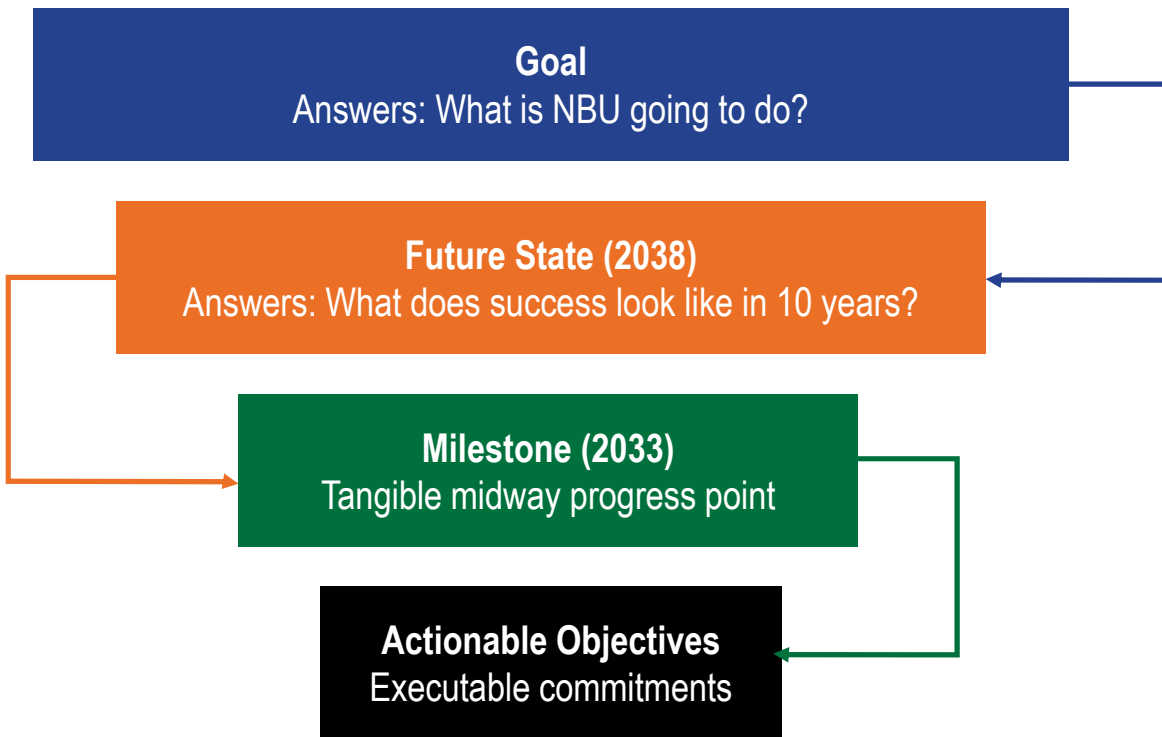 Goal
Answers: What is NBU going to do?
Future State (2038)
Answers: What does success look like in 10 years?
Milestone (2033)
Tangible midway progress point
Actionable Objectives
Executable commitments